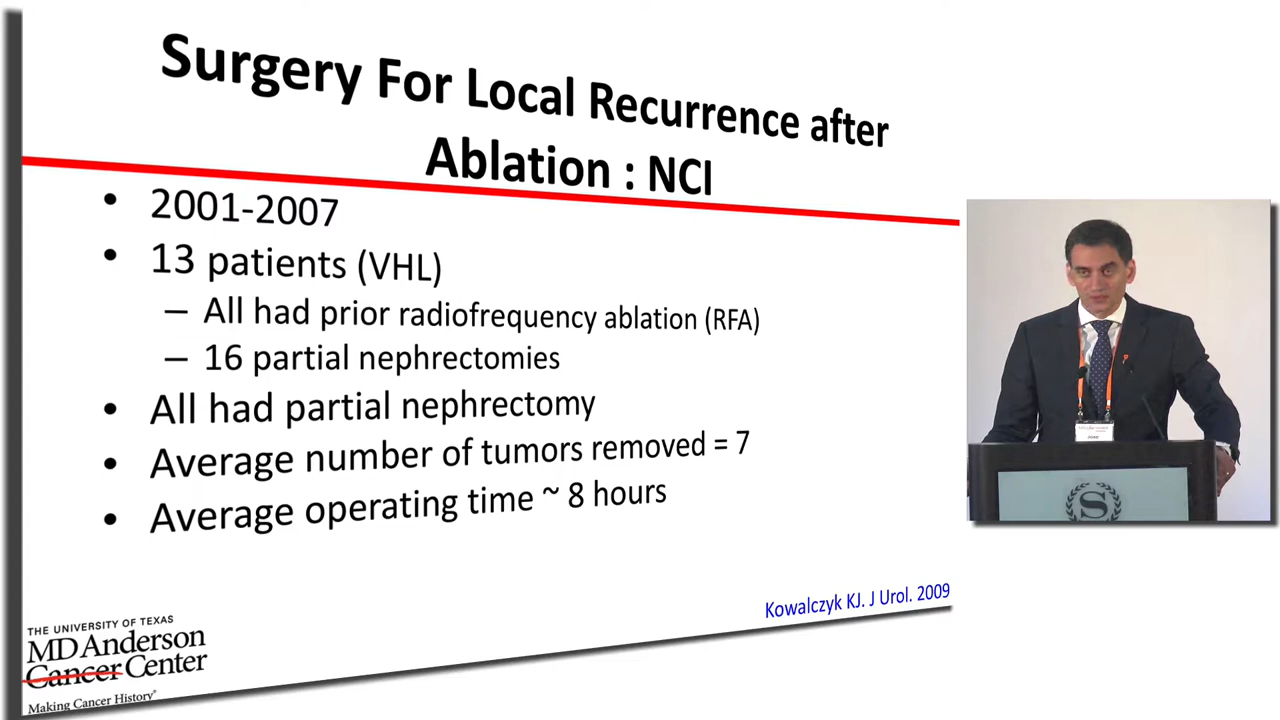 Surgery For Local Recurrence after
Ablation : NCI
• 2001-2007
• 13 patients (VHL)
– All had prior radiofrequency ablation (RFA)
– 16 partial nephrectomies
• All had partial nephrectomy
• Average number of tumors removed = 7
• Average operating time ~ 8 hours
Kowalczyk KJ. J Urol. 2009
THE UNIVERSITY OF TEXAS
MD Anderson
Cancer Center
Making Cancer History®
S